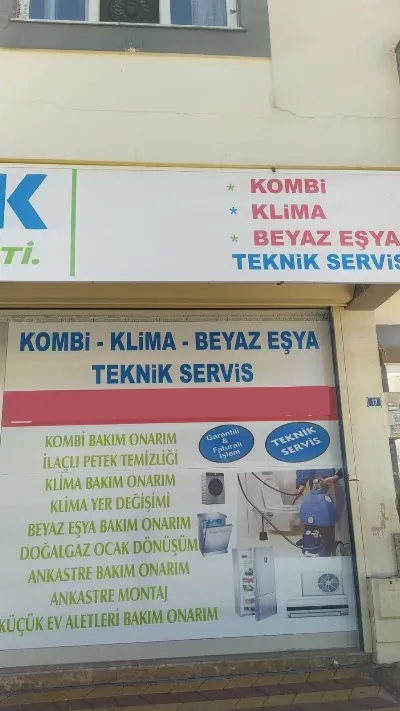 K
Tİ.
* KOMBİ
* KLİMA
* BEYAZ EŞYA
TEKNİK SERVİS
KOMBİ - KLİMA - BEYAZ EŞYA
TEKNİK SERVİS
Garantili
&
Faturalı
İşlem
TEKNİK
SERVİS
KOMBİ BAKIM ONARIM
İLAÇLI PETEK TEMİZLİĞİ
KLİMA BAKIM ONARIM
KLİMA YER DEĞİŞİMİ
BEYAZ EŞYA BAKIM ONARIM
DOĞALGAZ OCAK DÖNÜŞÜM
ANKASTRE BAKIM ONARIM
ANKASTRE MONTAJ
KÜÇÜK EV ALETLERİ BAKIM ONARIM